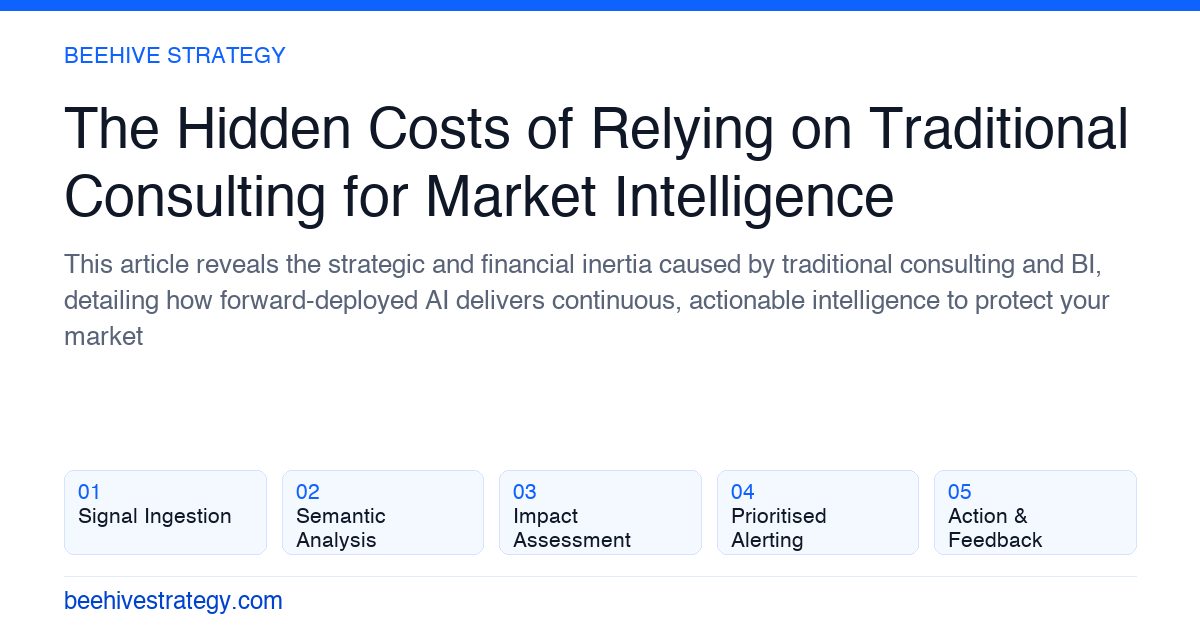 BEEHIVE STRATEGY
The Hidden Costs of Relying on Traditional
Consulting for Market Intelligence
This article reveals the strategic and financial inertia caused by traditional consulting and BI,
detailing how forward-deployed AI delivers continuous, actionable intelligence to protect your
market
01
Signal Ingestion
02
Semantic
Analysis
03
Impact
Assessment
04
Prioritised
Alerting
05
Action &
Feedback
beehivestrategy.com